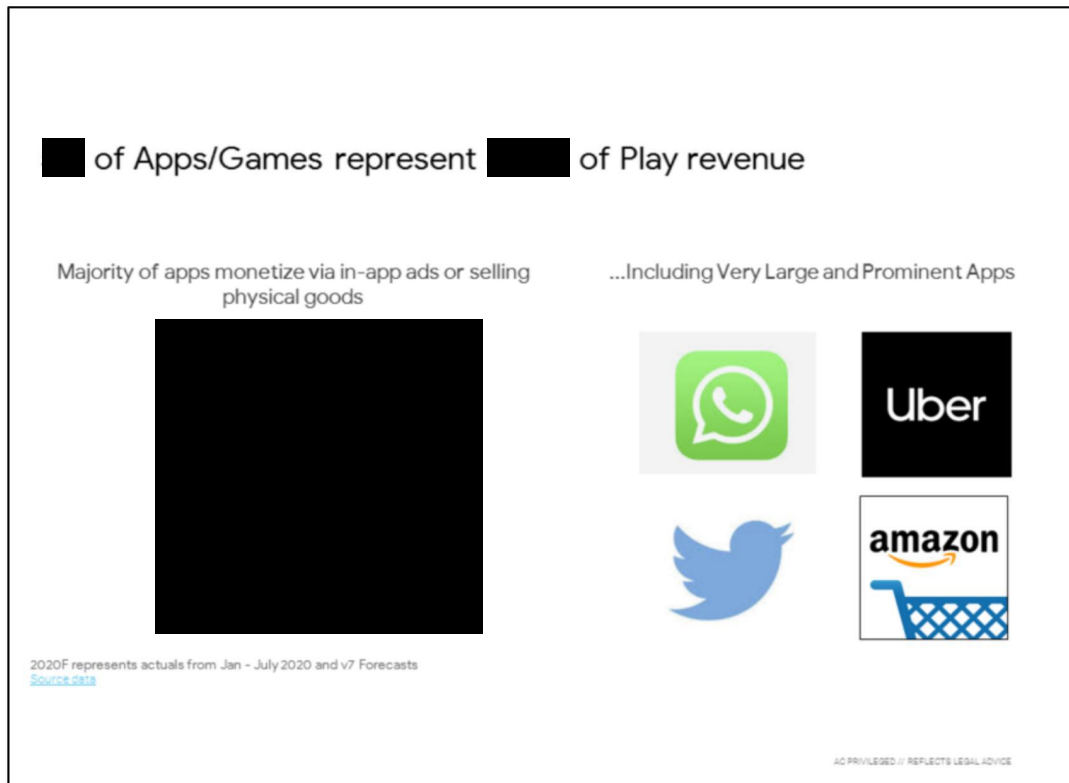 of Apps/Games represent of Play revenue
Majority of apps monetize via in-app ads or selling
physical goods
...Including Very Large and Prominent Apps
Uber
amazon
2020F represents actuals from Jan - July 2020 and v7 Forecasts
Source data
AC PRIVILEGED // REFLECTS LEGAL ADVICE